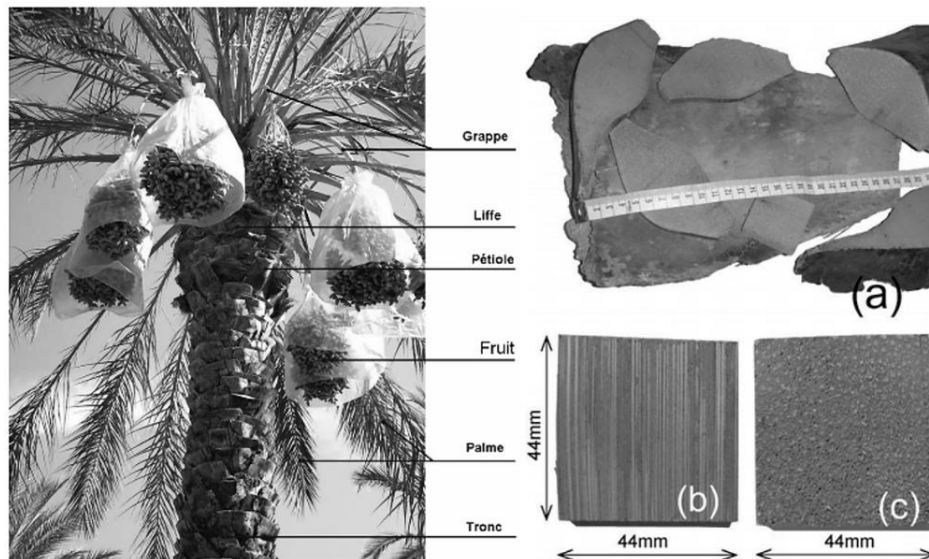 Grappe
Liffe
Pétiole
Fruit
Palme
Tronc
(a)
44mm
(b)
(c)
44mm
44mm